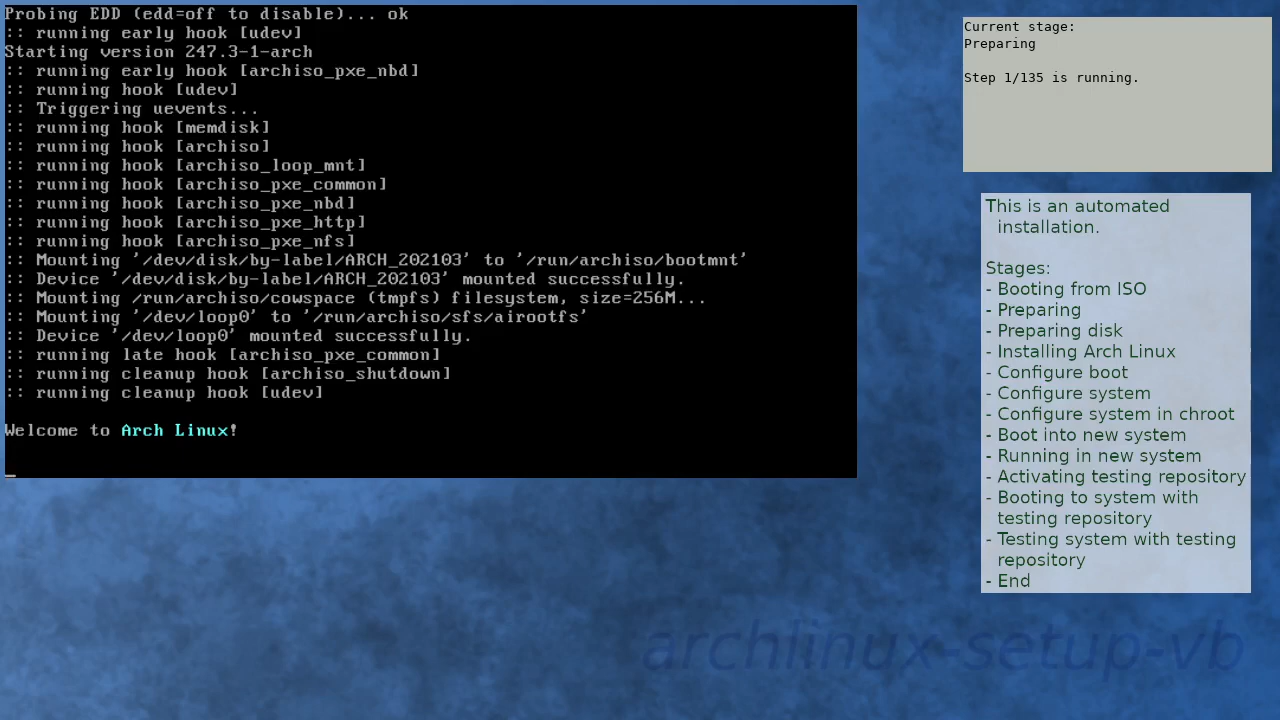 Probing EDD (edd=off to disable)... ok
:: running early hook [udev]
Starting version 247.3-1-arch
:: running early hook [archiso_pxe_nbd]
:: running hook [udev]
:: Triggering uevents...
:: running hook [memdisk]
:: running hook [archiso]
:: running hook [archiso_loop_mnt]
:: running hook [archiso_pxe_common]
:: running hook [archiso_pxe_nbd]
:: running hook [archiso_pxe_http]
:: running hook [archiso_pxe_nfs]
:: Mounting '/dev/disk/by-label/ARCH_202103' to '/run/archiso/bootmnt'
:: Device '/dev/disk/by-label/ARCH_202103' mounted successfully.
:: Mounting /run/archiso/cowspace (tmpfs) filesystem, size=256M...
:: Mounting '/dev/loop0' to '/run/archiso/sfs/airootfs'
:: Device '/dev/loop0' mounted successfully.
:: running late hook [archiso_pxe_common]
:: running cleanup hook [archiso_shutdown]
:: running cleanup hook [udev]
Welcome to Arch Linux!
Current stage:
Preparing
Step 1/135 is running.
This is an automated
installation.
Stages:
- Booting from ISO
- Preparing
- Preparing disk
- Installing Arch Linux
- Configure boot
- Configure system
- Configure system in chroot
- Boot into new system
- Running in new system
- Activating testing repository
- Booting to system with
testing repository
- Testing system with testing
repository
- End
archlinux-setup-vb